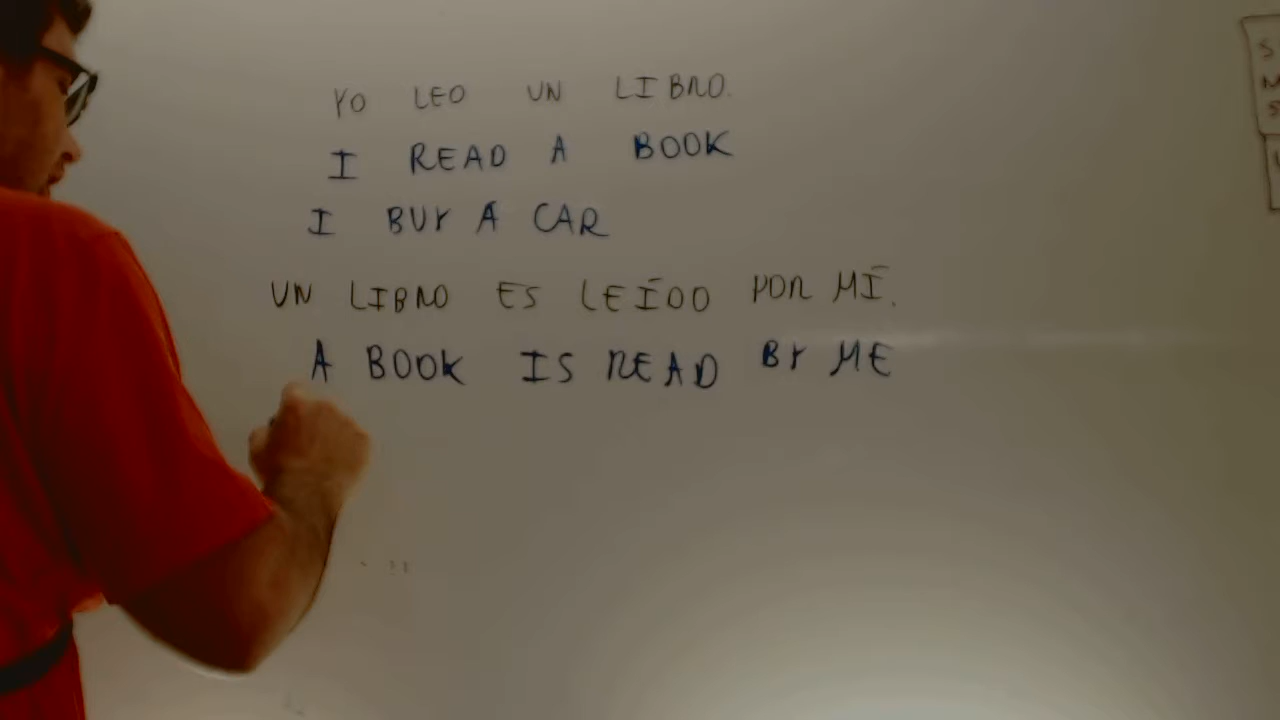 YO LEO UN LIBRO.
I READ A BOOK
I BUY A CAR
UN LIBRO ES LEÍDO POR MÍ.
A BOOK IS READ BY ME